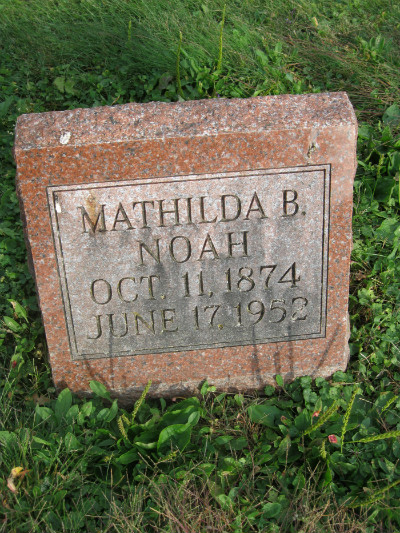 MATHILDA B.
NOAH
OCT. 11, 1874
JUNE 17, 1952